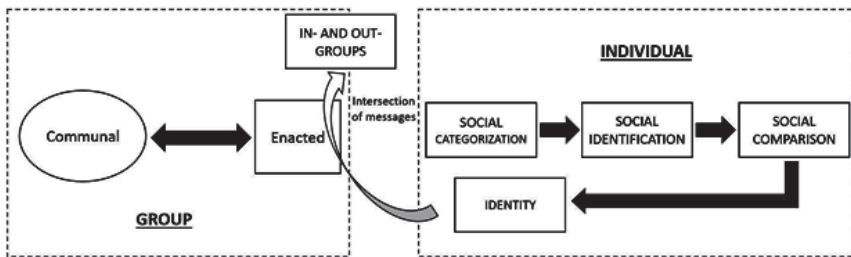 IN- AND OUT-
GROUPS
INDIVIDUAL
Intersection
of messages
Communal
Enacted
SOCIAL
CATEGORIZATION
SOCIAL
IDENTIFICATION
SOCIAL
COMPARISON
IDENTITY
GROUP